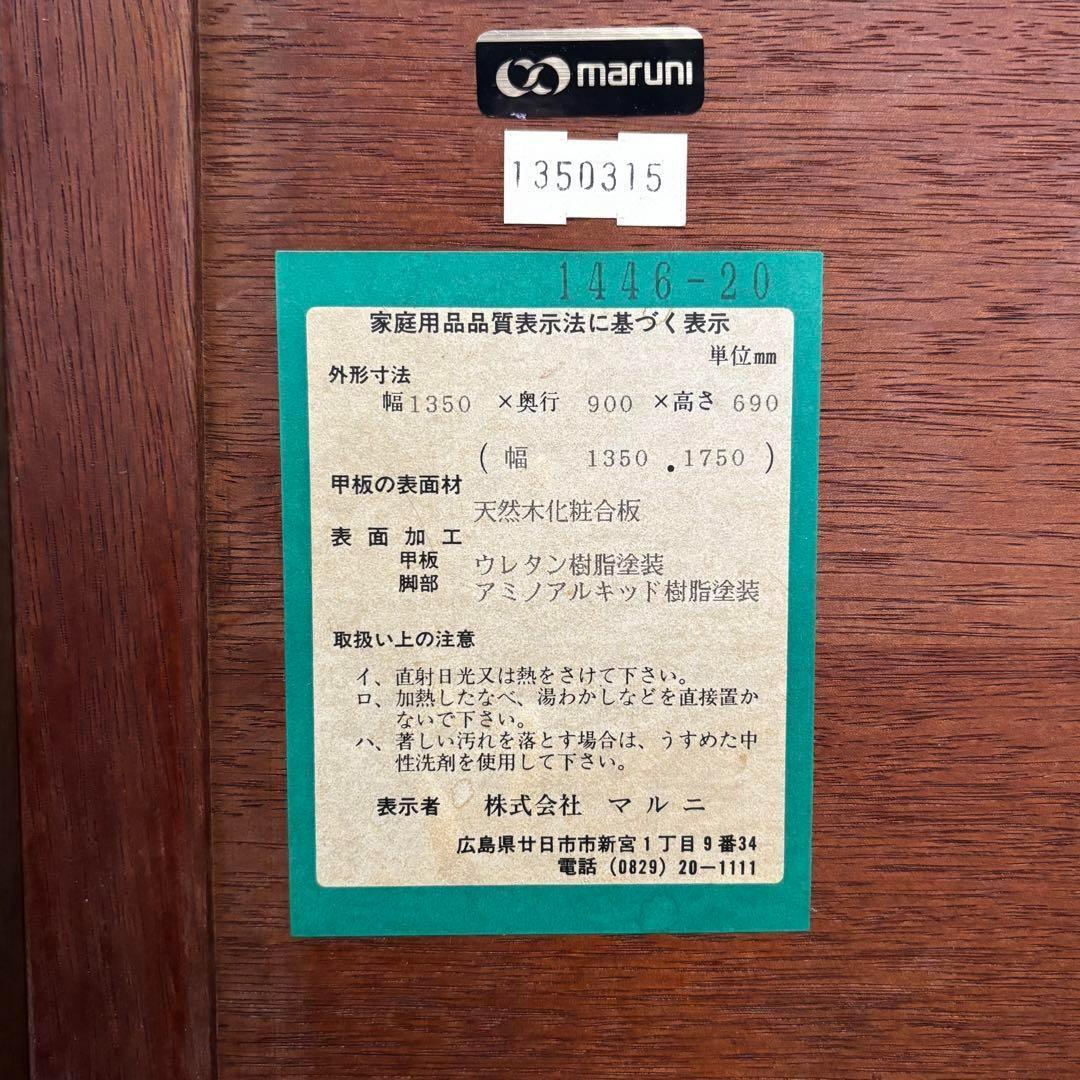 maruni
1350315
1446-20
家庭用品品質表示法に基づく表示
単位mm
外形寸法
幅1350 ×奥行 900 ×高さ 690
(幅 1350.1750)
甲板の表面材
天然木化粧合板
表面加工
甲板 ウレタン樹脂塗装
脚部 アミノアルキッド樹脂塗装
取扱い上の注意
イ、直射日光又は熱をさけて下さい。
ロ、加熱したなべ、湯わかしなどを直接置か
ないで下さい。
ハ、著しい汚れを落とす場合は、うすめた中
性洗剤を使用して下さい。
表示者 株式会社 マルニ
広島県廿日市市新宮1丁目9番34
電話(0829)20-1111